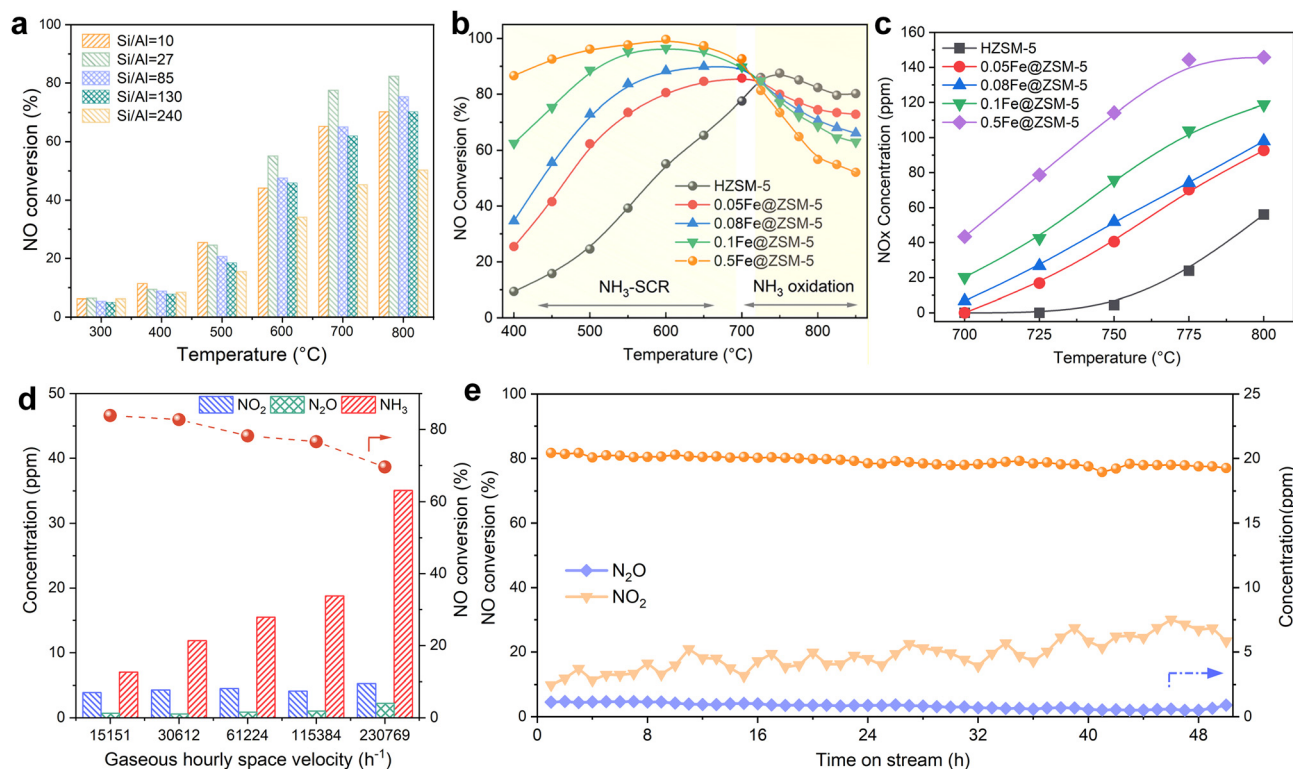 a
100
80
60
40
20
0
NO conversion (%)
Si/Al=10
Si/Al=27
Si/Al=85
Si/Al=130
Si/Al=240
300 400 500 600 700 800
Temperature (°C)
b
100
80
60
40
20
0
NO Conversion (%)
HZSM-5
0.05Fe@ZSM-5
0.08Fe@ZSM-5
0.1Fe@ZSM-5
0.5Fe@ZSM-5
NH₃-SCR NH₃ oxidation
400 500 600 700 800
Temperature (°C)
c
160
140
120
100
80
60
40
20
0
NOx Concentration (ppm)
HZSM-5
0.05Fe@ZSM-5
0.08Fe@ZSM-5
0.1Fe@ZSM-5
0.5Fe@ZSM-5
700 725 750 775 800
Temperature (°C)
d
50
40
30
20
10
0
Concentration (ppm)
NO₂ N₂O NH₃
80
60
40
20
0
NO conversion (%)
15151 30612 61224 115384 230769
Gaseous hourly space velocity (h⁻¹)
e
100
80
60
40
20
0
NO conversion (%)
N₂O
NO₂
25
20
15
10
5
0
Concentration(ppm)
0 8 16 24 32 40 48
Time on stream (h)